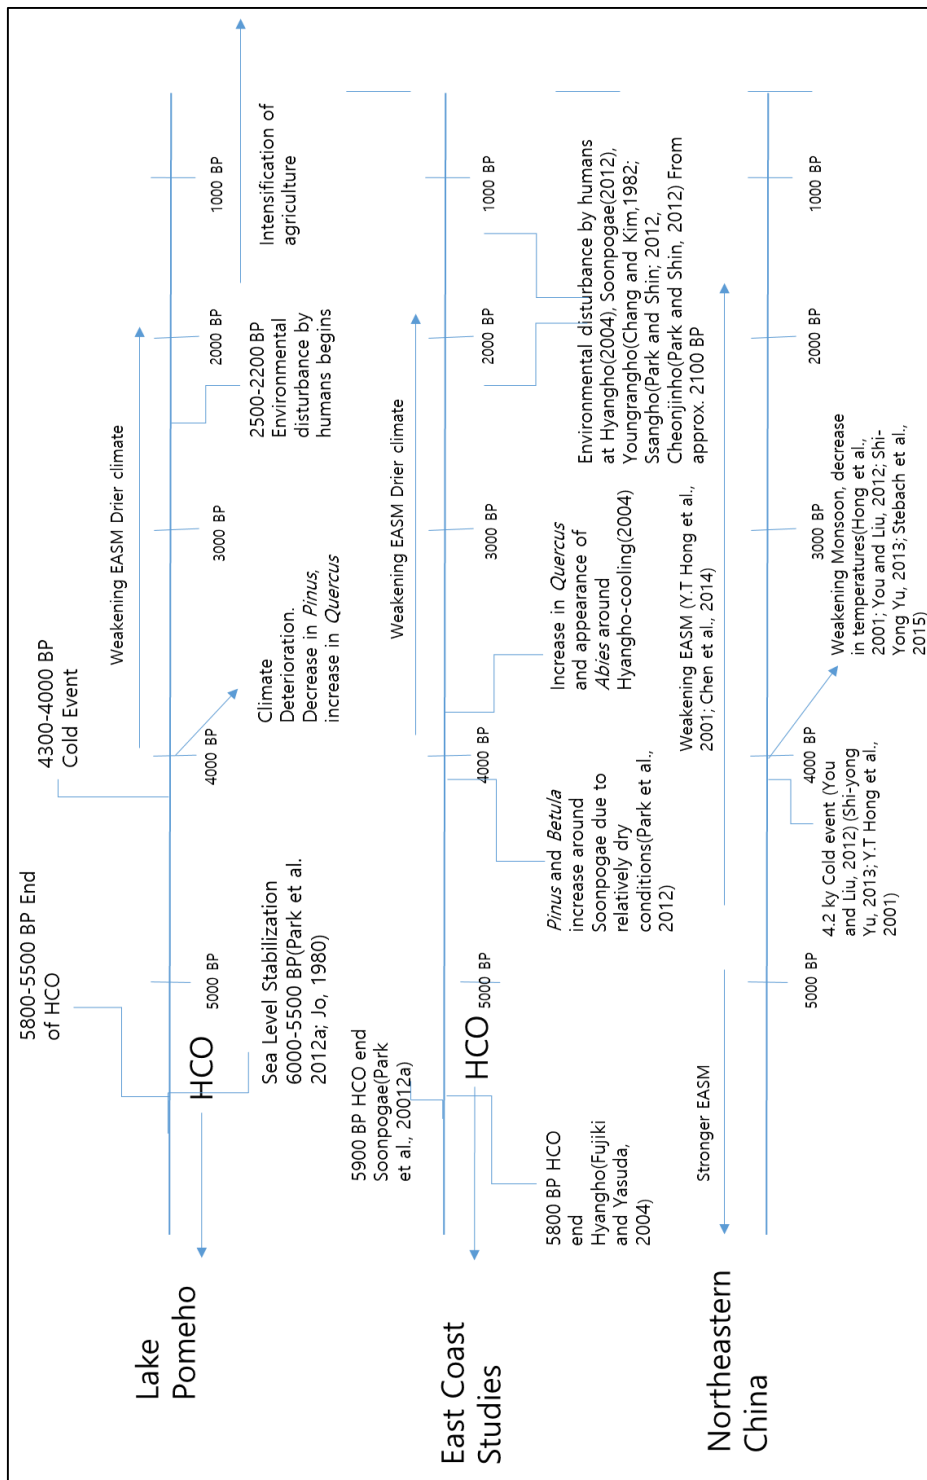 Lake
Pomeho
5800-5500 BP End
of HCO
4300-4000 BP
Cold Event
Weakening EASM Drier climate
HCO
5000 BP
4000 BP
3000 BP
2000 BP
1000 BP
Sea Level Stabilization
6000-5500 BP(Park et al.
2012a; Jo, 1980)
Climate
Deterioration.
Decrease in Pinus,
increase in Quercus
2500-2200 BP
Environmental
disturbance by
humans begins
Intensification of
agriculture
East Coast
Studies
5900 BP HCO end
Soonpogae(Park
et al., 20012a)
Weakening EASM Drier climate
HCO
5000 BP
4000 BP
3000 BP
2000 BP
1000 BP
5800 BP HCO
end
Hyangho(Fujiki
and Yasuda,
2004)
Pinus and Betula
increase around
Soonpogae due to
relatively dry
conditions(Park et al.,
2012)
Increase in Quercus
and appearance of
Abies around
Hyangho-cooling(2004)
Environmental disturbance by humans
at Hyangho(2004), Soonpogae(2012),
Youngrangho(Chang and Kim,1982;
Ssangho(Park and Shin; 2012,
Cheonjinho(Park and Shin, 2012) From
approx. 2100 BP
Northeastern
China
Stronger EASM
Weakening EASM (Y.T Hong et al.,
2001; Chen et al., 2014)
5000 BP
4000 BP
3000 BP
2000 BP
1000 BP
4.2 ky Cold event (You
and Liu, 2012) (Shi-yong
Yu, 2013; Y.T Hong et al.,
2001)
Weakening Monsoon, decrease
in temperatures(Hong et al.,
2001; You and Liu, 2012; Shi-
Yong Yu, 2013; Stebach et al.,
2015)